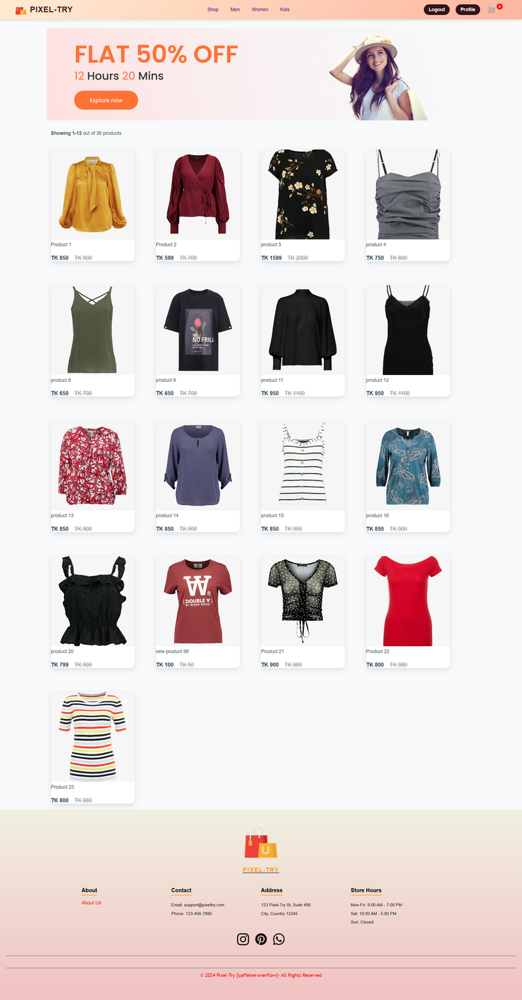 PIXEL-TRY
Shop Men Women Kids
Logout Profile 4
FLAT 50% OFF
12 Hours 20 Mins
Explore now
Showing 1-12 out of 36 products
Product 1 Product 2 product 3 product 4
TK 850 TK 900 TK 599 TK 700 TK 1599 TK 2000 TK 750 TK 800
NO FRILL
product 8 product 9 product 11 product 12
TK 650 TK 700 TK 650 TK 700 TK 950 TK 1100 TK 950 TK 1100
product 13 product 14 product 15 product 16
TK 850 TK 900 TK 850 TK 900 TK 850 TK 900 TK 850 TK 900
W
DOUBLE A
BY WOOD WOOD
product 20 new product 99 Product 21 Product 22
TK 799 TK 900 TK 100 TK 50 TK 900 TK 980 TK 800 TK 980
Product 23
TK 800 TK 980
U
PIXEL-TRY
About Contact Address Store Hours
About Us Email: support@pixeltry.com 123 Pixel-Try St, Suite 456 Mon-Fri: 9:00 AM - 7:00 PM
Phone: 123-456-7890 City, Country 12345 Sat: 10:00 AM - 5:00 PM
Sun: Closed
© 2024 Pixel-Try [caffeine-overflow]- All Rights Reserved